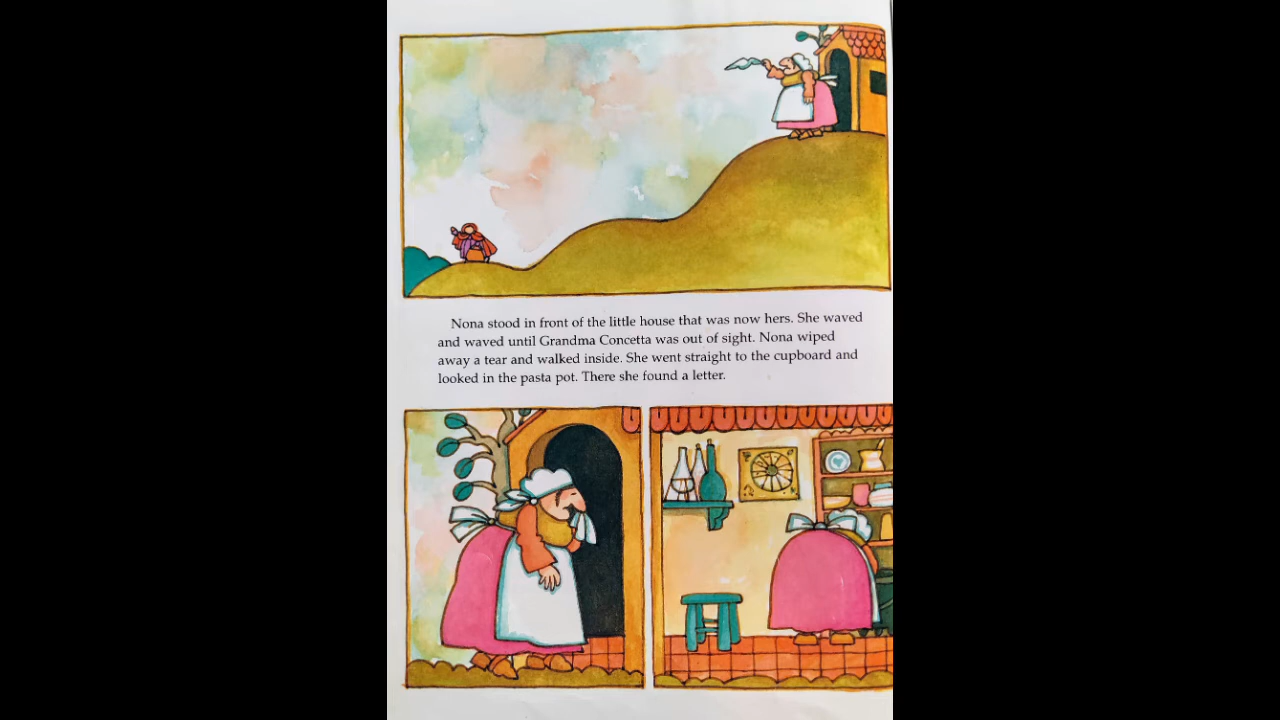 Nona stood in front of the little house that was now hers. She waved
and waved until Grandma Concetta was out of sight. Nona wiped
away a tear and walked inside. She went straight to the cupboard and
looked in the pasta pot. There she found a letter.